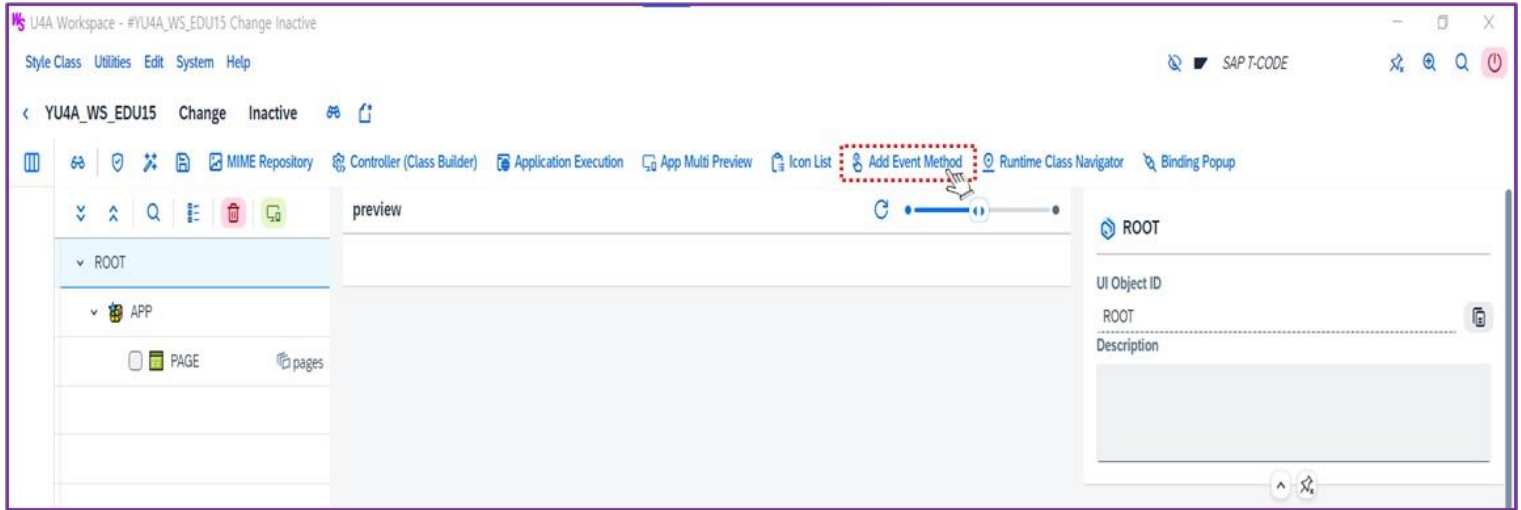 WS U4A Workspace - #YU4A_WS_EDU15 Change Inactive
Style Class Utilities Edit System Help SAP T-CODE
YU4A_WS_EDU15 Change Inactive
MIME Repository Controller (Class Builder) Application Execution App Multi Preview Icon List Add Event Method Runtime Class Navigator Binding Popup
preview
ROOT
ROOT
UI Object ID
APP
ROOT
Description
PAGE pages